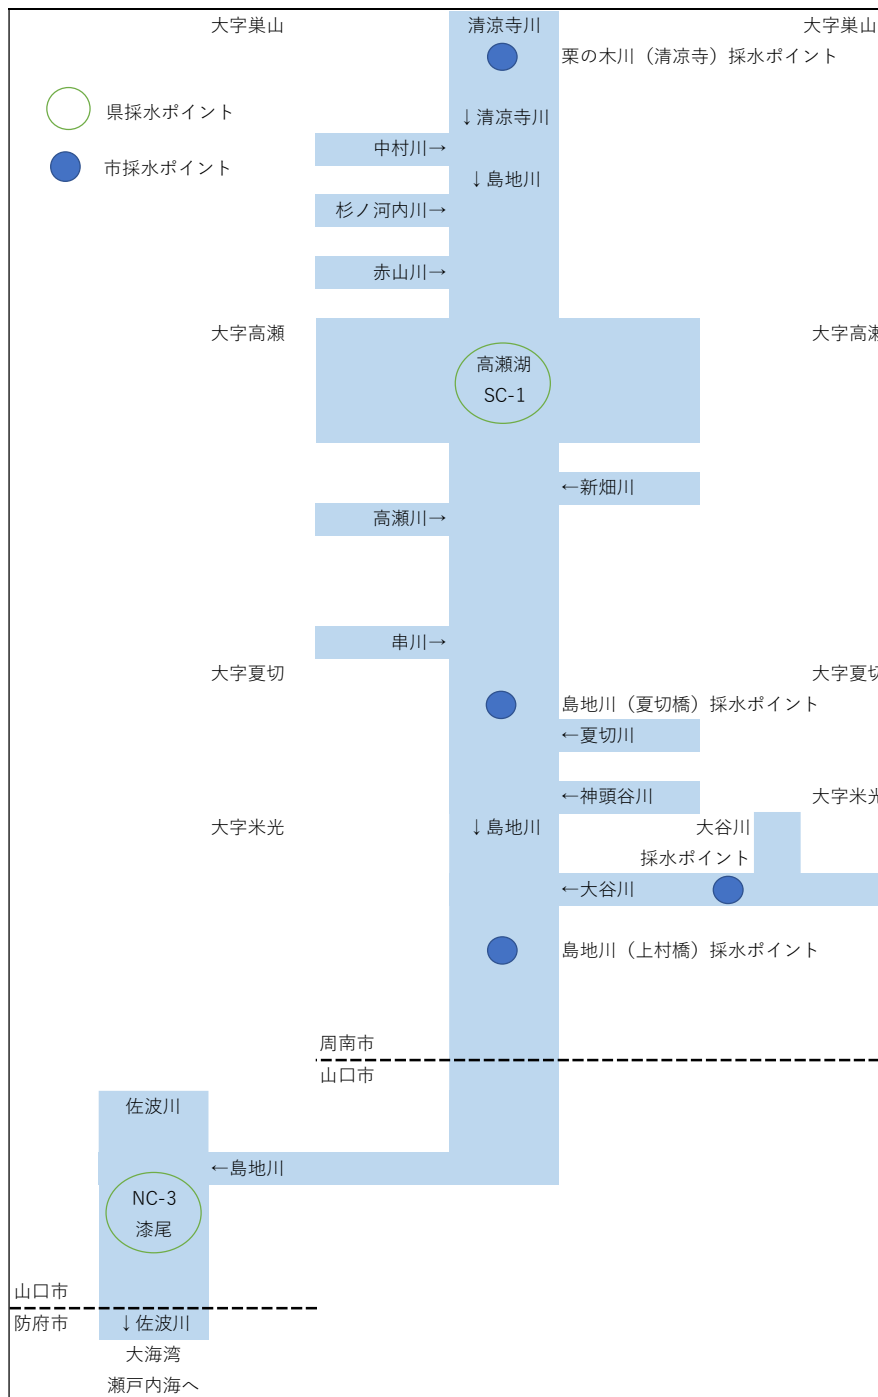 大字巣山
清涼寺川
大字巣山
栗の木川（清凉寺）採水ポイント
県採水ポイント
↓清凉寺川
中村川→
市採水ポイント
↓島地川
杉ノ河内川→
赤山川→
大字高瀬
大字高瀬
高瀬湖
SC-1
←新畑川
高瀬川→
串川→
大字夏切
大字夏切
島地川（夏切橋）採水ポイント
←夏切川
←神頭谷川
大字米光
大字米光
↓島地川
大谷川
採水ポイント
←大谷川
島地川（上村橋）採水ポイント
周南市
山口市
佐波川
←島地川
NC-3
漆尾
山口市
防府市
↓佐波川
大海湾
瀬戸内海へ